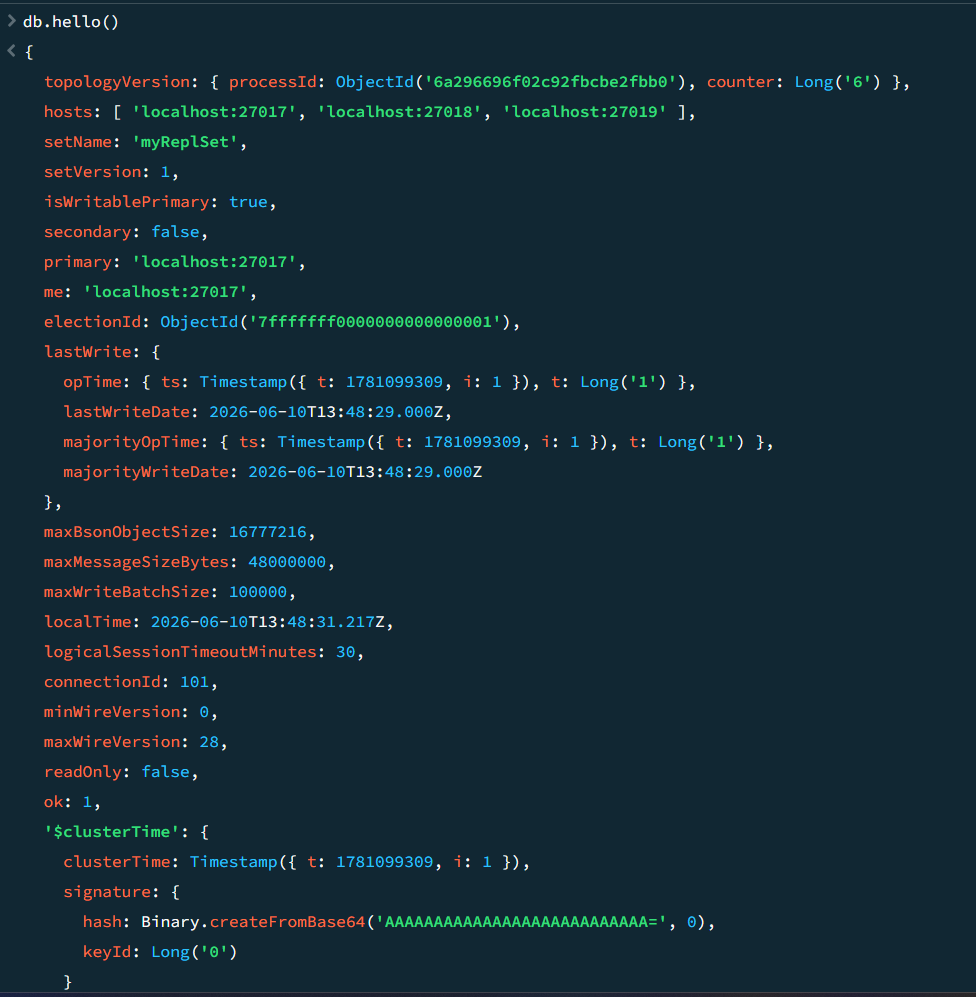 > db.hello()
< {
topologyVersion: { processId: ObjectId('6a296696f02c92fbcbe2fbb0'), counter: Long('6') },
hosts: [ 'localhost:27017', 'localhost:27018', 'localhost:27019' ],
setName: 'myReplSet',
setVersion: 1,
isWritablePrimary: true,
secondary: false,
primary: 'localhost:27017',
me: 'localhost:27017',
electionId: ObjectId('7fffffff0000000000000001'),
lastWrite: {
opTime: { ts: Timestamp({ t: 1781099309, i: 1 }), t: Long('1') },
lastWriteDate: 2026-06-10T13:48:29.000Z,
majorityOpTime: { ts: Timestamp({ t: 1781099309, i: 1 }), t: Long('1') },
majorityWriteDate: 2026-06-10T13:48:29.000Z
},
maxBsonObjectSize: 16777216,
maxMessageSizeBytes: 48000000,
maxWriteBatchSize: 100000,
localTime: 2026-06-10T13:48:31.217Z,
logicalSessionTimeoutMinutes: 30,
connectionId: 101,
minWireVersion: 0,
maxWireVersion: 28,
readOnly: false,
ok: 1,
'$clusterTime': {
clusterTime: Timestamp({ t: 1781099309, i: 1 }),
signature: {
hash: Binary.createFromBase64('AAAAAAAAAAAAAAAAAAAAAAAAAAA=', 0),
keyId: Long('0')
}